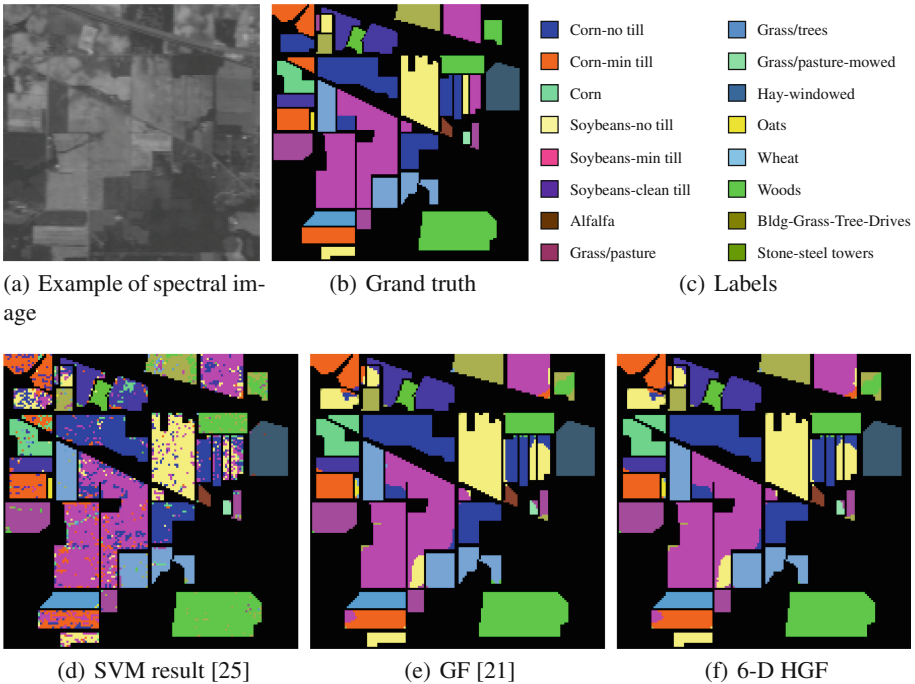 Corn-no till
Corn-min till
Corn
Soybeans-no till
Soybeans-min till
Soybeans-clean till
Alfalfa
Grass/pasture
Grass/trees
Grass/pasture-mowed
Hay-windowed
Oats
Wheat
Woods
Bldg-Grass-Tree-Drives
Stone-steel towers
(a) Example of spectral im-
age
(b) Grand truth
(c) Labels
(d) SVM result [25]
(e) GF [21]
(f) 6-D HGF